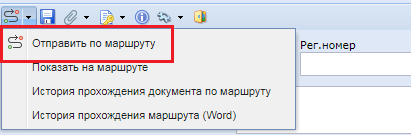 Отправить по маршруту
Рег.номер
Показать на маршруте
История прохождения документа по маршруту
История прохождения маршрута (Word)